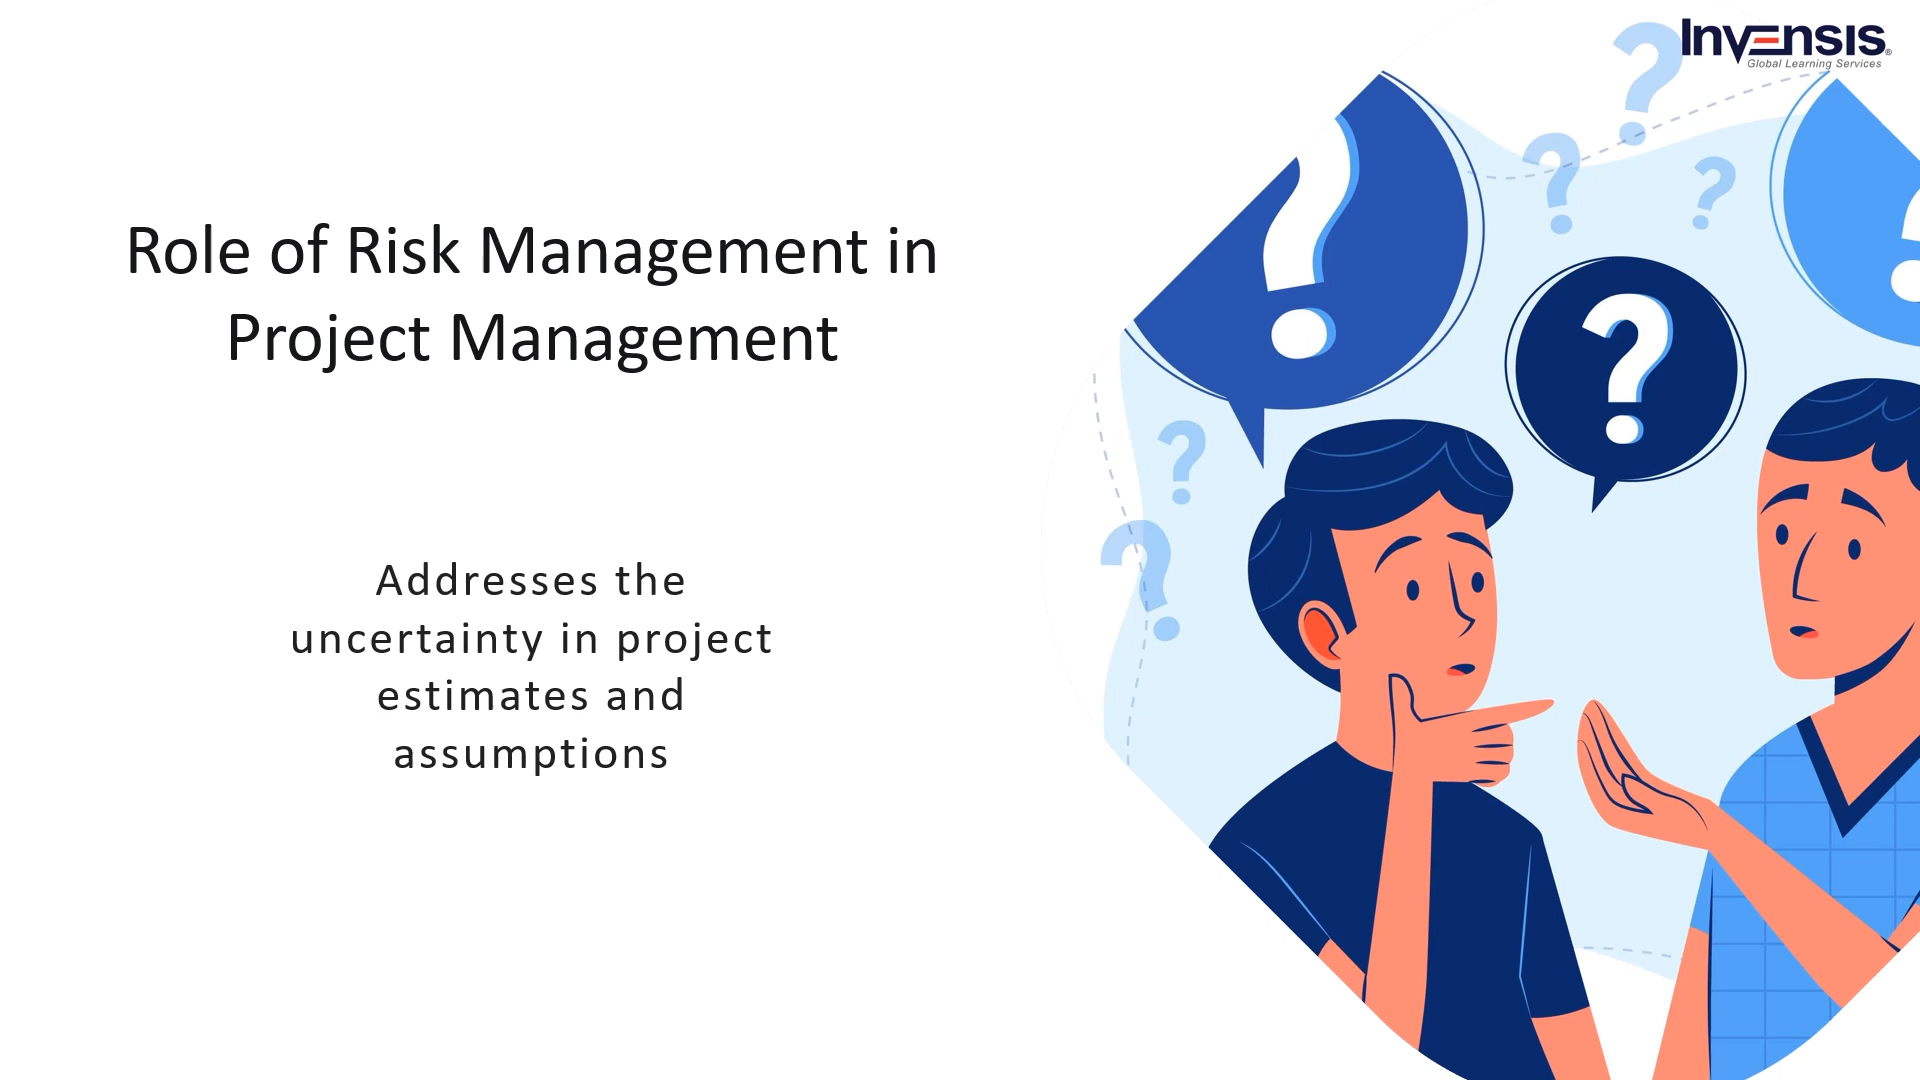 Invensis®
Global Learning Services
Role of Risk Management in
Project Management
Addresses the
uncertainty in project
estimates and
assumptions
?
?
?
?
?
?
?
?